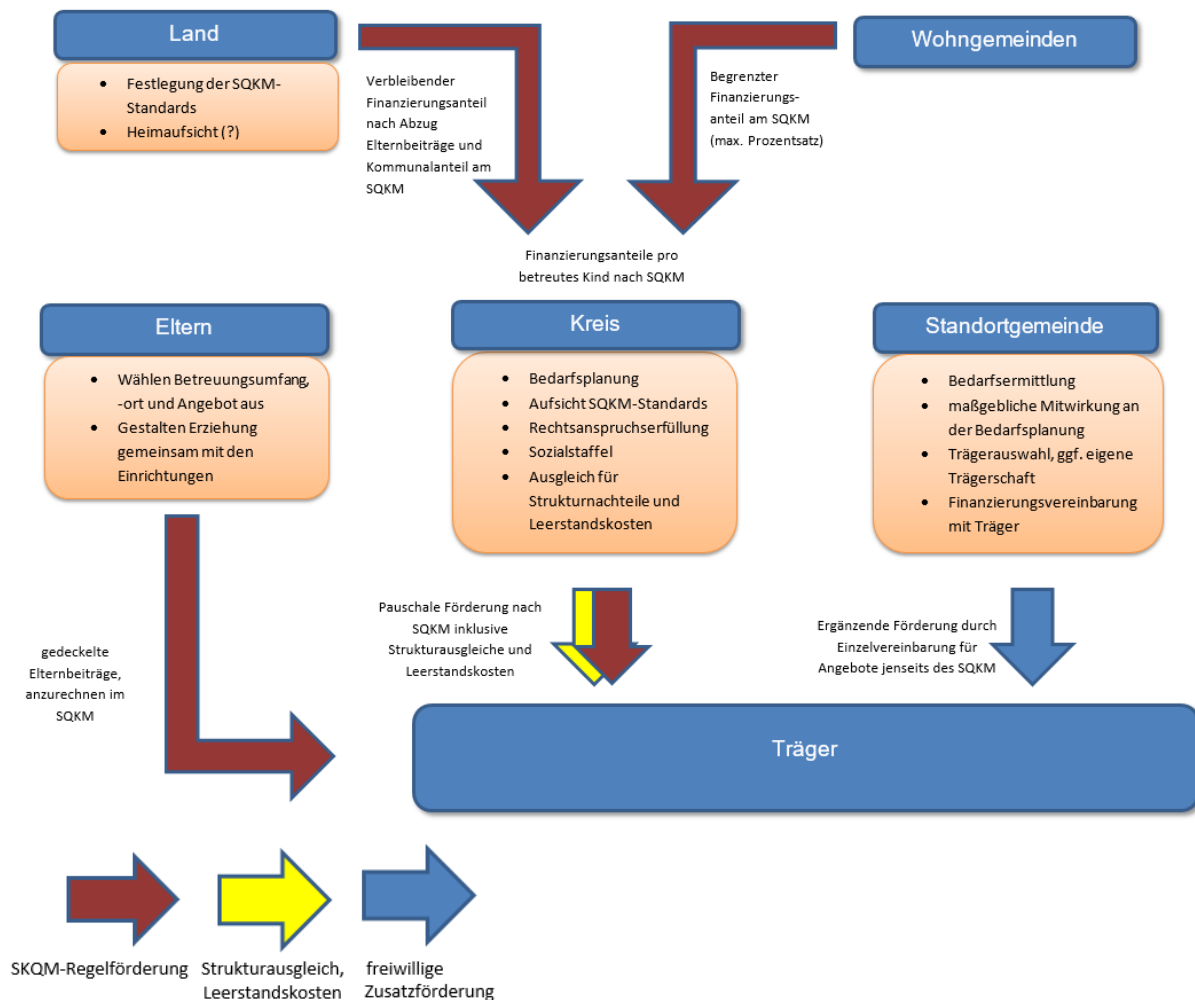 Land
Wohngemeinden
• Festlegung der SQKM-
Standards
• Heimaufsicht (?)
Verbleibender
Finanzierungsanteil
nach Abzug
Elternbeiträge und
Kommunalanteil am
SQKM
Begrenzter
Finanzierungs-
anteil am SQKM
(max. Prozentsatz)
Finanzierungsanteile pro
betreutes Kind nach SQKM
Eltern
• Wählen Betreuungsumfang,
-ort und Angebot aus
• Gestalten Erziehung
gemeinsam mit den
Einrichtungen
Kreis
• Bedarfsplanung
• Aufsicht SQKM-Standards
• Rechtsanspruchserfüllung
• Sozialstaffel
• Ausgleich für
Strukturnachteile und
Leerstandskosten
Standortgemeinde
• Bedarfsermittlung
• maßgebliche Mitwirkung an
der Bedarfsplanung
• Trägerauswahl, ggf. eigene
Trägerschaft
• Finanzierungsvereinbarung
mit Träger
gedeckelte
Elternbeiträge,
anzurechnen im
SQKM
Pauschale Förderung nach
SQKM inklusive
Strukturausgleiche und
Leerstandskosten
Ergänzende Förderung durch
Einzelvereinbarung für
Angebote jenseits des SQKM
Träger
SKQM-Regelförderung
Strukturausgleich,
Leerstandskosten
freiwillige
Zusatzförderung